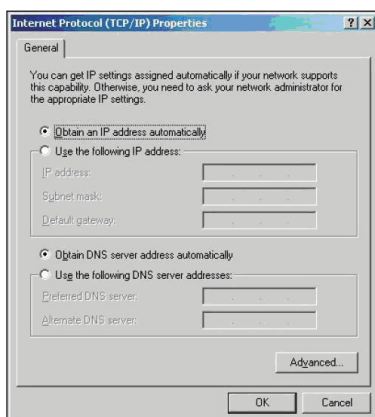 Internet Protocol (TCP/IP) Properties
General
You can get IP settings assigned automatically if your network supports
this capability. Otherwise, you need to ask your network administrator for
the appropriate IP settings.
Obtain an IP address automatically
Use the following IP address:
IP address:
Subnet mask:
Default gateway:
Obtain DNS server address automatically
Use the following DNS server addresses:
Preferred DNS server:
Alternate DNS server:
Advanced...
OK Cancel